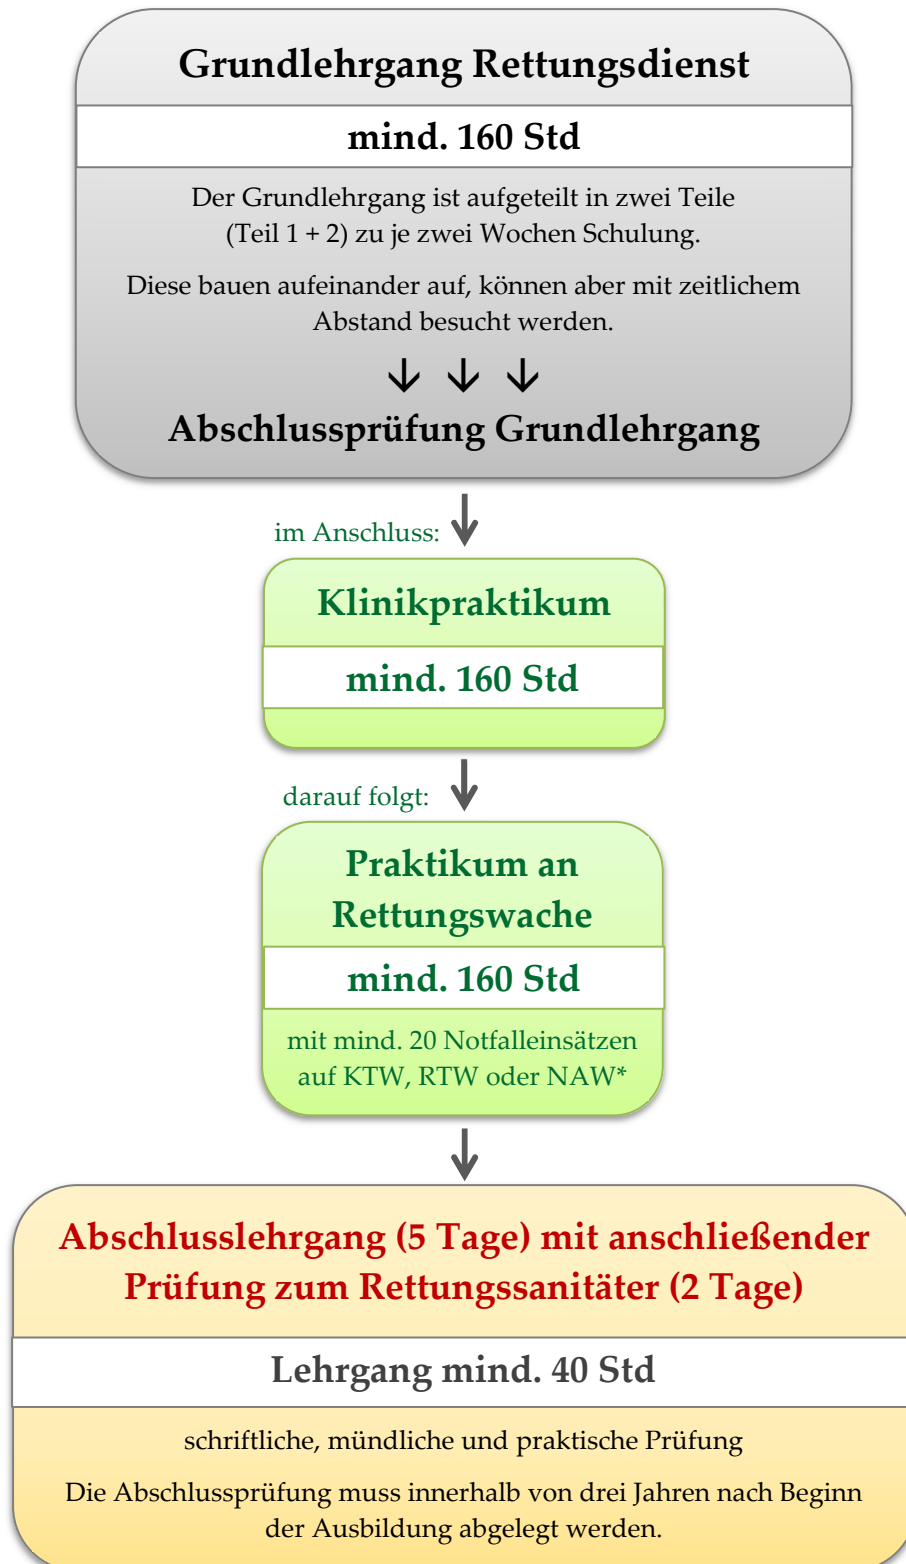 Grundlehrgang Rettungsdienst
mind. 160 Std
Der Grundlehrgang ist aufgeteilt in zwei Teile
(Teil 1 + 2) zu je zwei Wochen Schulung.
Diese bauen aufeinander auf, können aber mit zeitlichem
Abstand besucht werden.
↓ ↓ ↓
Abschlussprüfung Grundlehrgang
im Anschluss:
Klinikpraktikum
mind. 160 Std
darauf folgt:
Praktikum an
Rettungswache
mind. 160 Std
mit mind. 20 Notfalleinsätzen
auf KTW, RTW oder NAW*
Abschlusslehrgang (5 Tage) mit anschließender
Prüfung zum Rettungssanitäter (2 Tage)
Lehrgang mind. 40 Std
schriftliche, mündliche und praktische Prüfung
Die Abschlussprüfung muss innerhalb von drei Jahren nach Beginn
der Ausbildung abgelegt werden.